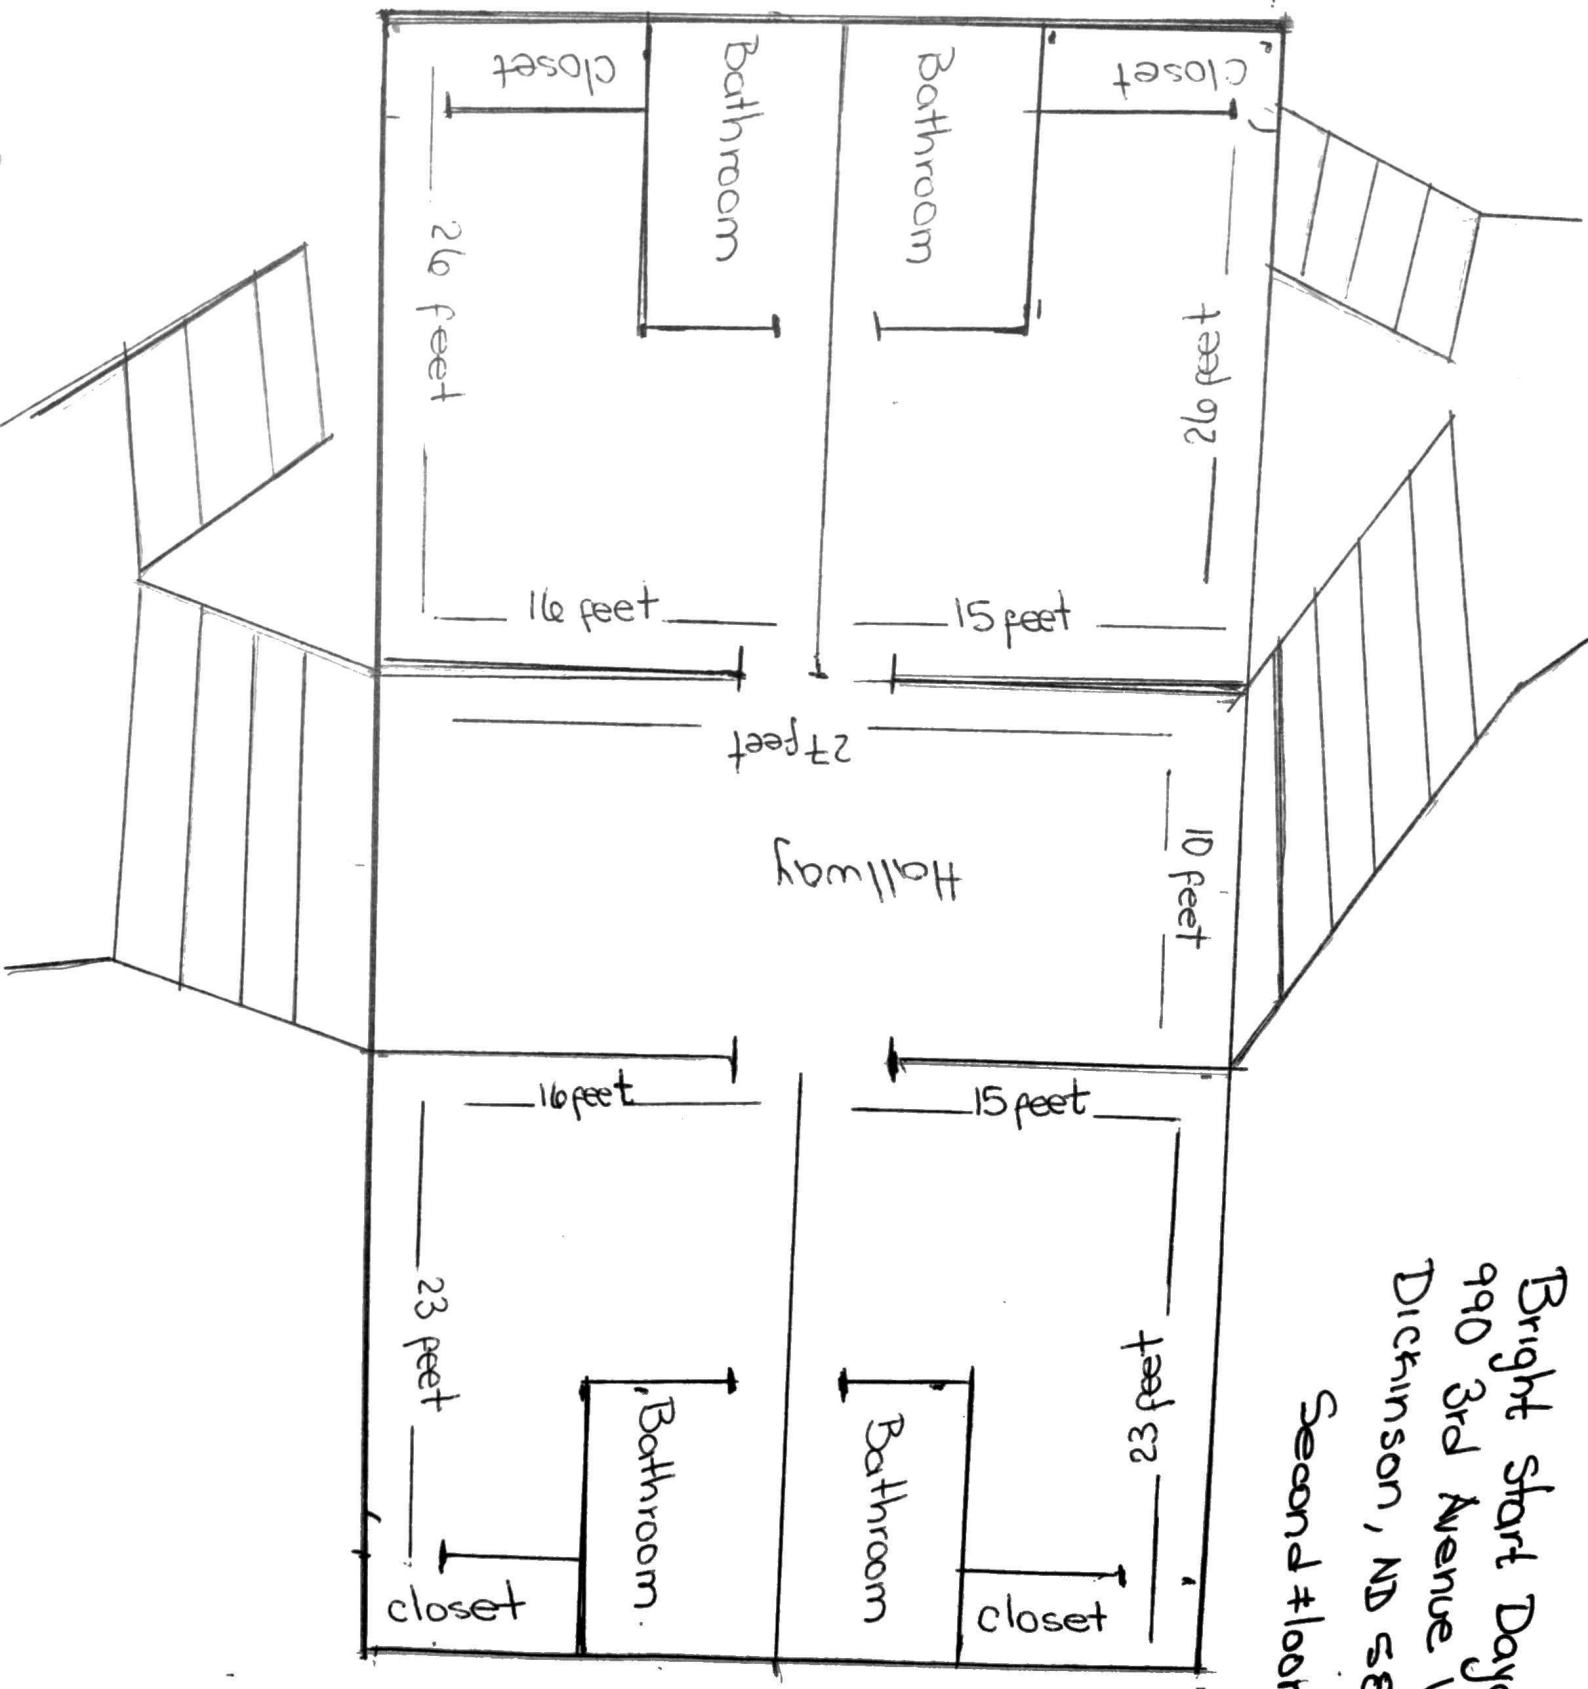 closet
Bathroom
Bathroom
closet
26 feet
26 feet
16 feet
15 feet
27 feet
Hallway
10 feet
16 feet
15 feet
23 feet
23 feet
Bathroom
Bathroom
closet
closet
Bright Start
990 3rd Avenue
Dickinson, ND
Second floor